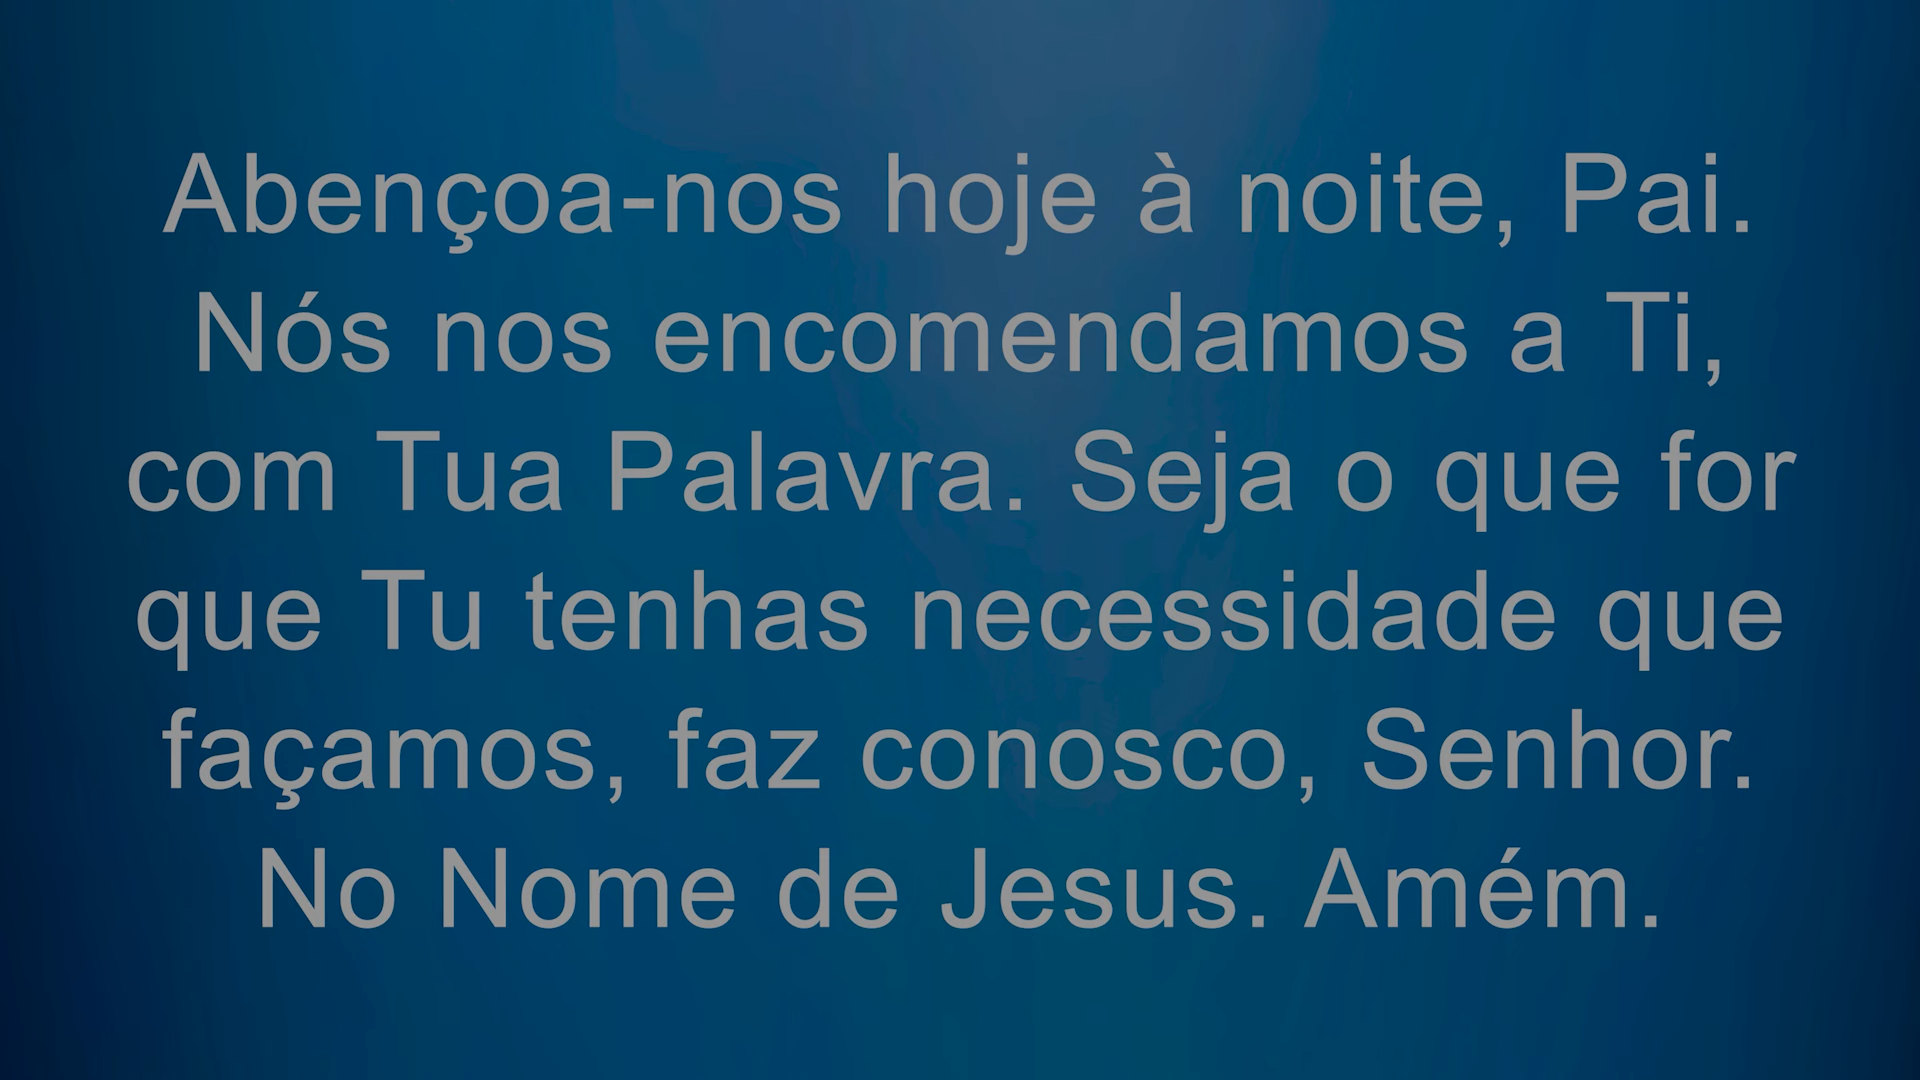 Abençoa-nos hoje à noite, Pai.
Nós nos encomendamos a Ti,
com Tua Palavra. Seja o que for
que Tu tenhas necessidade que
façamos, faz conosco, Senhor.
No Nome de Jesus. Amém.